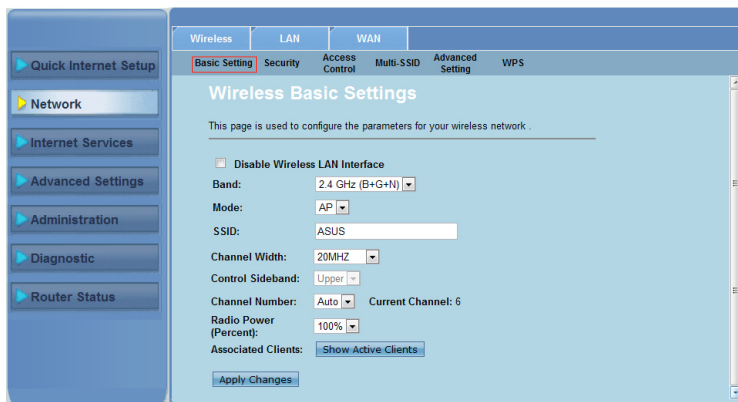 Wireless LAN WAN
Basic Setting Security Access Control Multi-SSID Advanced Setting WPS
Quick Internet Setup
Network
Internet Services
Advanced Settings
Administration
Diagnostic
Router Status
Wireless Basic Settings
This page is used to configure the parameters for your wireless network .
Disable Wireless LAN Interface
Band: 2.4 GHz (B+G+N)
Mode: AP
SSID: ASUS
Channel Width: 20MHZ
Control Sideband: Upper
Channel Number: Auto Current Channel: 6
Radio Power
(Percent): 100%
Associated Clients: Show Active Clients
Apply Changes